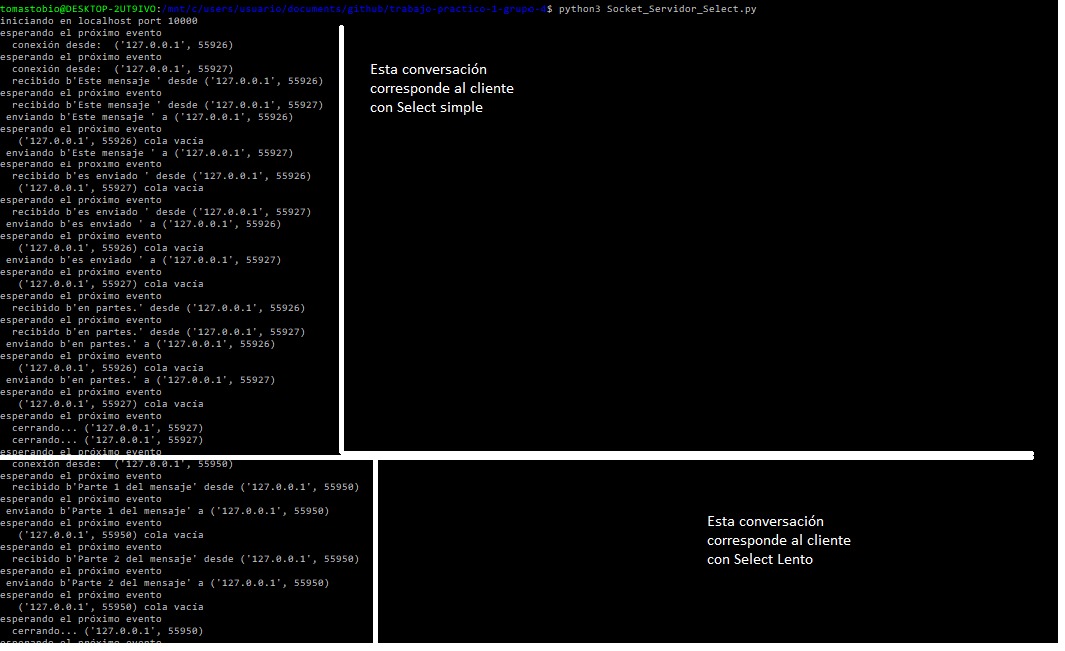 tomastobio@DESKTOP-2UT9IVO:/mnt/c/users/usuario/documents/github/trabajo-practico-1-grupo-4$ python3 Socket_Servidor_Select.py
iniciando en localhost port 10000
esperando el próximo evento
conexión desde:  ('127.0.0.1', 55926)
esperando el próximo evento
conexión desde:  ('127.0.0.1', 55927)
recibido b'Este mensaje ' desde ('127.0.0.1', 55926)
esperando el próximo evento
recibido b'Este mensaje ' desde ('127.0.0.1', 55927)
enviando b'Este mensaje ' a ('127.0.0.1', 55926)
esperando el próximo evento
('127.0.0.1', 55926) cola vacía
enviando b'Este mensaje ' a ('127.0.0.1', 55927)
esperando el próximo evento
recibido b'es enviado ' desde ('127.0.0.1', 55926)
('127.0.0.1', 55927) cola vacía
esperando el próximo evento
recibido b'es enviado ' desde ('127.0.0.1', 55927)
enviando b'es enviado ' a ('127.0.0.1', 55926)
esperando el próximo evento
('127.0.0.1', 55926) cola vacía
enviando b'es enviado ' a ('127.0.0.1', 55927)
esperando el próximo evento
('127.0.0.1', 55927) cola vacía
esperando el próximo evento
recibido b'en partes.' desde ('127.0.0.1', 55926)
esperando el próximo evento
recibido b'en partes.' desde ('127.0.0.1', 55927)
enviando b'en partes.' a ('127.0.0.1', 55926)
esperando el próximo evento
('127.0.0.1', 55926) cola vacía
enviando b'en partes.' a ('127.0.0.1', 55927)
esperando el próximo evento
('127.0.0.1', 55927) cola vacía
esperando el próximo evento
cerrando... ('127.0.0.1', 55927)
cerrando... ('127.0.0.1', 55927)
esperando el próximo evento
Esta conversación
corresponde al cliente
con Select simple
conexión desde:  ('127.0.0.1', 55950)
esperando el próximo evento
recibido b'Parte 1 del mensaje' desde ('127.0.0.1', 55950)
esperando el próximo evento
enviando b'Parte 1 del mensaje' a ('127.0.0.1', 55950)
esperando el próximo evento
('127.0.0.1', 55950) cola vacía
esperando el próximo evento
recibido b'Parte 2 del mensaje' desde ('127.0.0.1', 55950)
esperando el próximo evento
enviando b'Parte 2 del mensaje' a ('127.0.0.1', 55950)
esperando el próximo evento
('127.0.0.1', 55950) cola vacía
esperando el próximo evento
cerrando... ('127.0.0.1', 55950)
esperando el próximo evento
Esta conversación
corresponde al cliente
con Select Lento